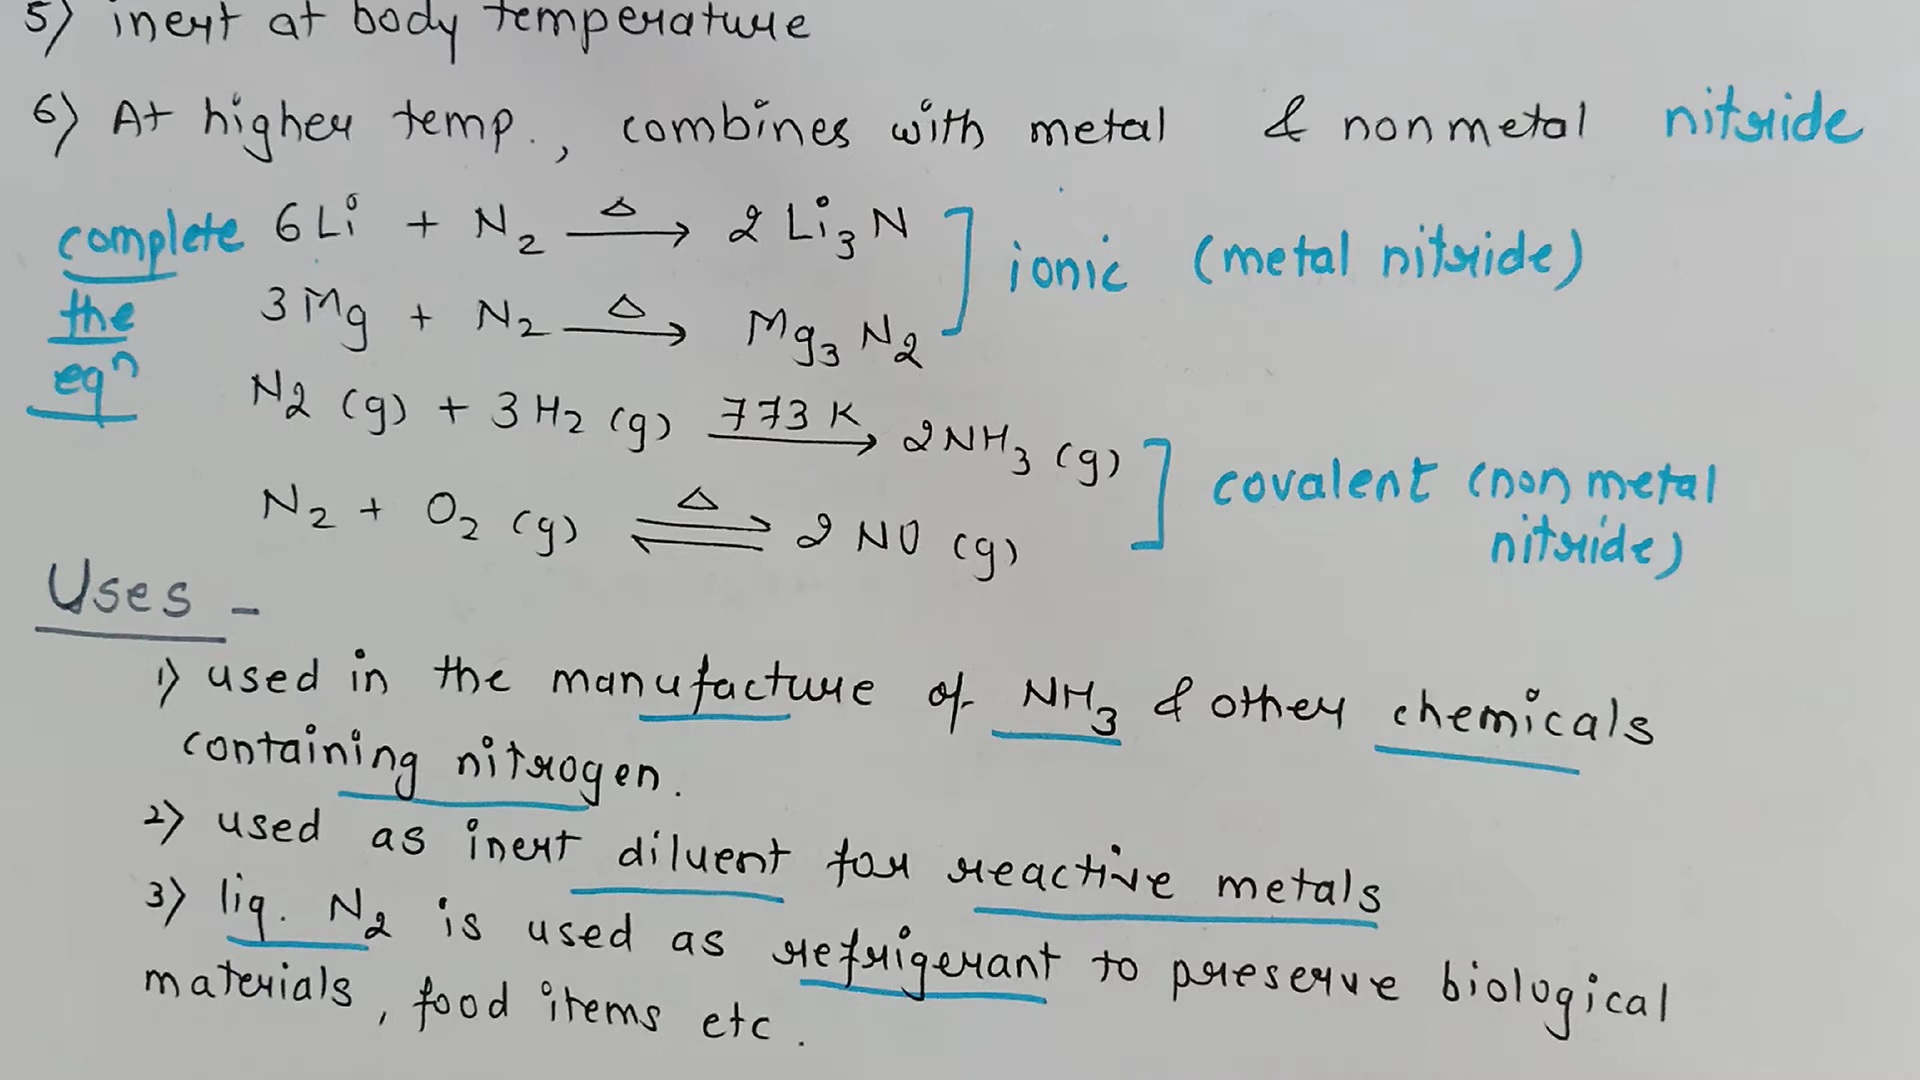 5) inert at body temperature
6) At higher temp., combines with metal & nonmetal nitride
complete 6Li + N₂ —Δ→ 2Li₃N
ionic (metal nitride)
the 3Mg + N₂ —Δ→ Mg₃N₂
eqⁿ N₂ (g) + 3H₂ (g) —773 K→ 2NH₃ (g)
covalent (non metal
nitride)
N₂ + O₂ (g) ⇌Δ 2NO (g)
Uses -
1) used in the manufacture of NH₃ & other chemicals
containing nitrogen.
2) used as inert diluent for reactive metals
3) liq. N₂ is used as refrigerant to preserve biological
materials, food items etc.